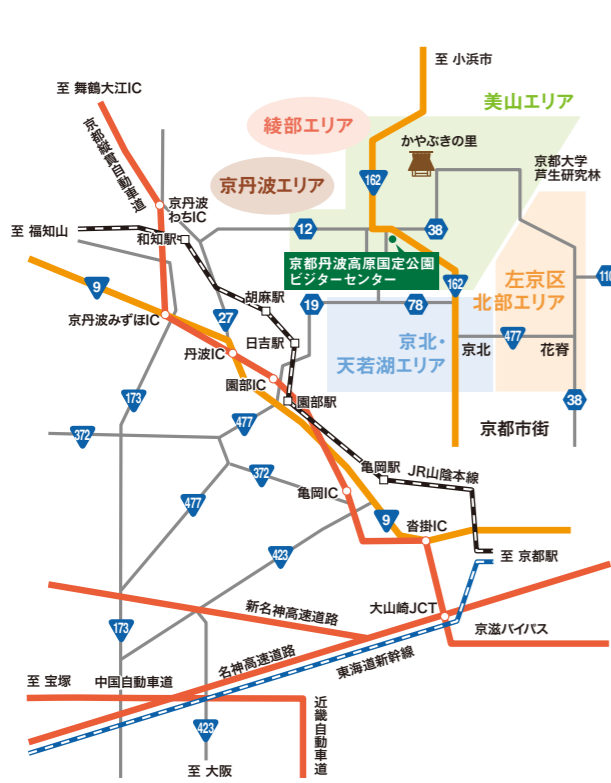 至 小浜市
至 舞鶴大江IC
美山エリア
綾部エリア
かやぶきの里
京都縦貫自動車道
京都大学
芦生研究林
京丹波エリア
162
京丹波
わちIC
12
38
至 福知山
和知駅
京都丹波高原国定公園
ビジターセンター
左京区
北部エリア
110
9
162
胡麻駅
19
78
京丹波みずほIC
27
日吉駅
京北・
天若湖エリア
京北
477
花脊
丹波IC
園部IC
173
園部駅
38
477
372
京都市街
亀岡駅
JR山陰本線
372
亀岡IC
477
9
沓掛IC
423
至 京都駅
新名神高速道路
大山崎JCT
173
京滋バイパス
名神高速道路
東海道新幹線
至 宝塚
中国自動車道
近畿自動車道
423
至 大阪